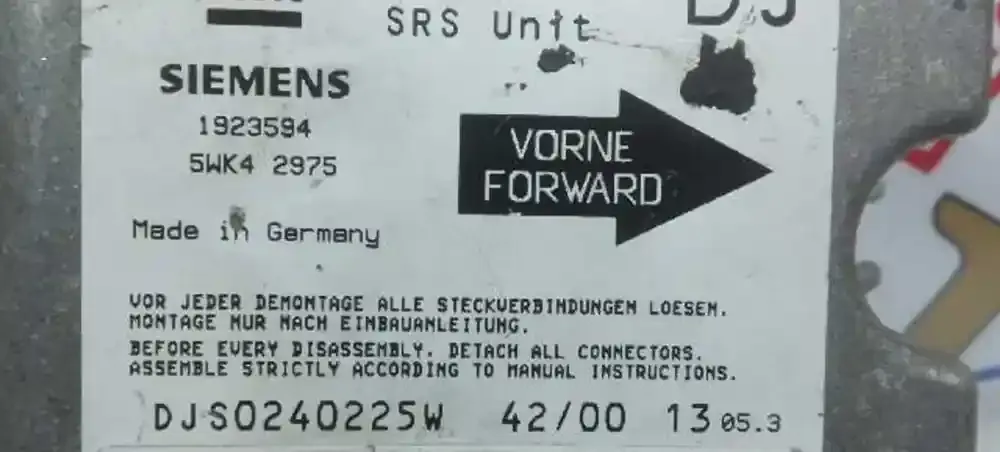 SRS Unit
DJ
SIEMENS
1923594
5WK4 2975
VORNE
FORWARD
Made in Germany
VOR JEDER DEMONTAGE ALLE STECKVERBINDUNGEN LOESEN.
MONTAGE NUR NACH EINBAUANLEITUNG.
BEFORE EVERY DISASSEMBLY. DETACH ALL CONNECTORS.
ASSEMBLE STRICTLY ACCORDING TO MANUAL INSTRUCTIONS.
DJS0240225W 42/00 13 05.3